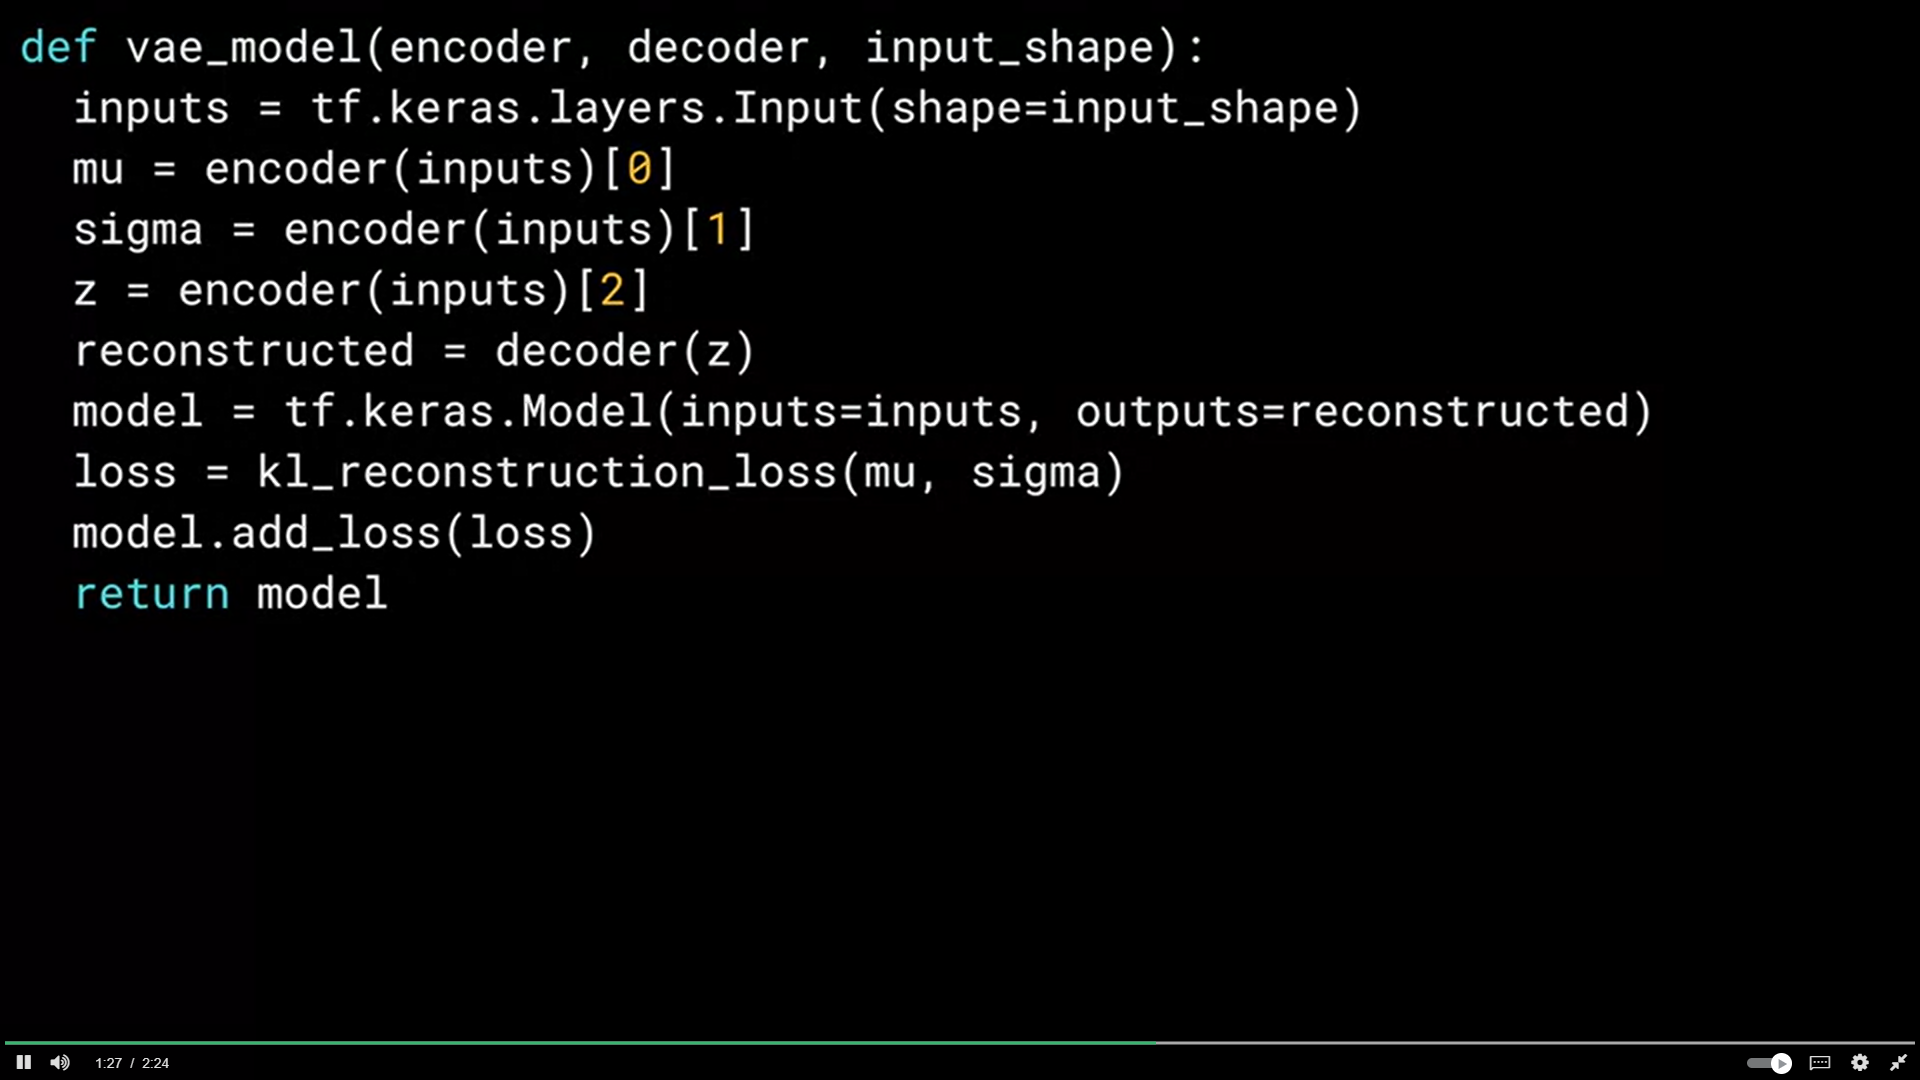 def vae_model(encoder, decoder, input_shape):
  inputs = tf.keras.layers.Input(shape=input_shape)
  mu = encoder(inputs)[0]
  sigma = encoder(inputs)[1]
  z = encoder(inputs)[2]
  reconstructed = decoder(z)
  model = tf.keras.Model(inputs=inputs, outputs=reconstructed)
  loss = kl_reconstruction_loss(mu, sigma)
  model.add_loss(loss)
  return model
1:27 / 2:24